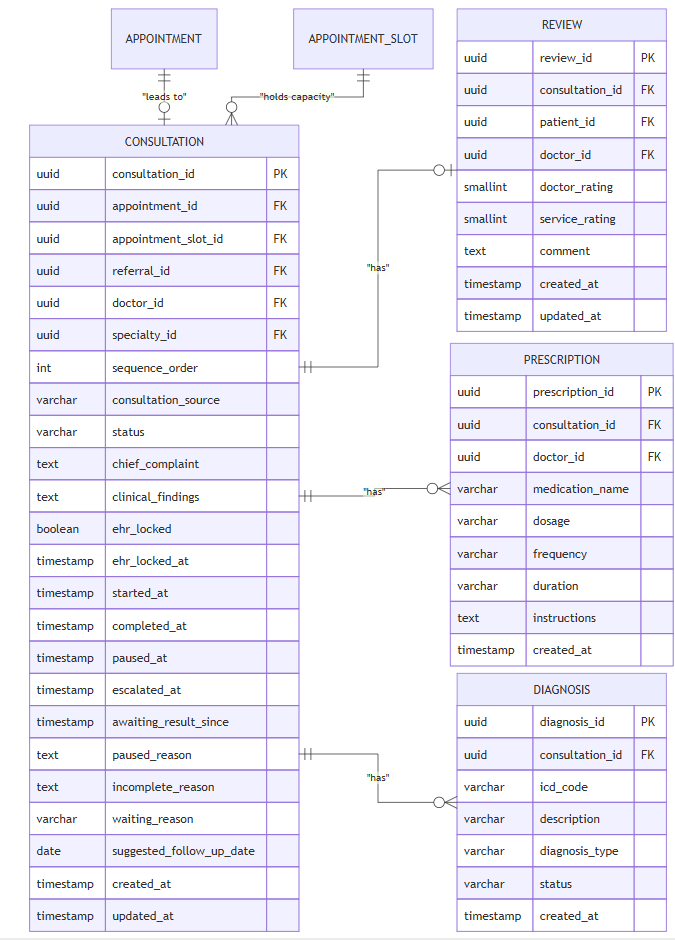 APPOINTMENT
APPOINTMENT_SLOT
"leads to"
"holds capacity"
CONSULTATION
uuid consultation_id PK
uuid appointment_id FK
uuid appointment_slot_id FK
uuid referral_id FK
uuid doctor_id FK
uuid specialty_id FK
int sequence_order
varchar consultation_source
varchar status
text chief_complaint
text clinical_findings
boolean ehr_locked
timestamp ehr_locked_at
timestamp started_at
timestamp completed_at
timestamp paused_at
timestamp escalated_at
timestamp awaiting_result_since
text paused_reason
text incomplete_reason
varchar waiting_reason
date suggested_follow_up_date
timestamp created_at
timestamp updated_at
"has"
"has"
"has"
REVIEW
uuid review_id PK
uuid consultation_id FK
uuid patient_id FK
uuid doctor_id FK
smallint doctor_rating
smallint service_rating
text comment
timestamp created_at
timestamp updated_at
PRESCRIPTION
uuid prescription_id PK
uuid consultation_id FK
uuid doctor_id FK
varchar medication_name
varchar dosage
varchar frequency
varchar duration
text instructions
timestamp created_at
DIAGNOSIS
uuid diagnosis_id PK
uuid consultation_id FK
varchar icd_code
varchar description
varchar diagnosis_type
varchar status
timestamp created_at